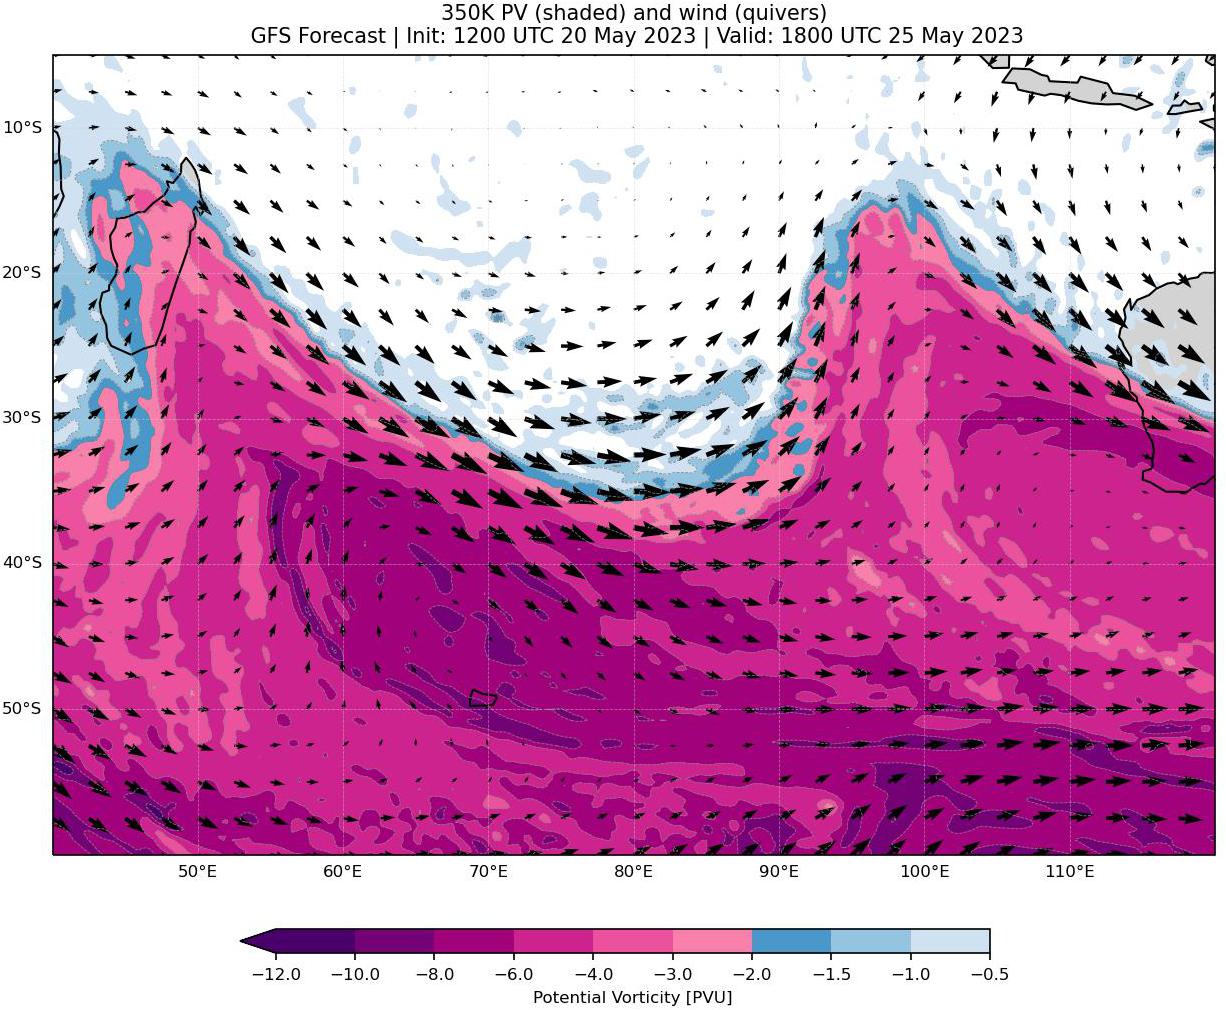 350K PV (shaded) and wind (quivers)
GFS Forecast | Init: 1200 UTC 20 May 2023 | Valid: 1800 UTC 25 May 2023
10°S
20°S
30°S
40°S
50°S
50°E 60°E 70°E 80°E 90°E 100°E 110°E
−12.0 −10.0 −8.0 −6.0 −4.0 −3.0 −2.0 −1.5 −1.0 −0.5
Potential Vorticity [PVU]